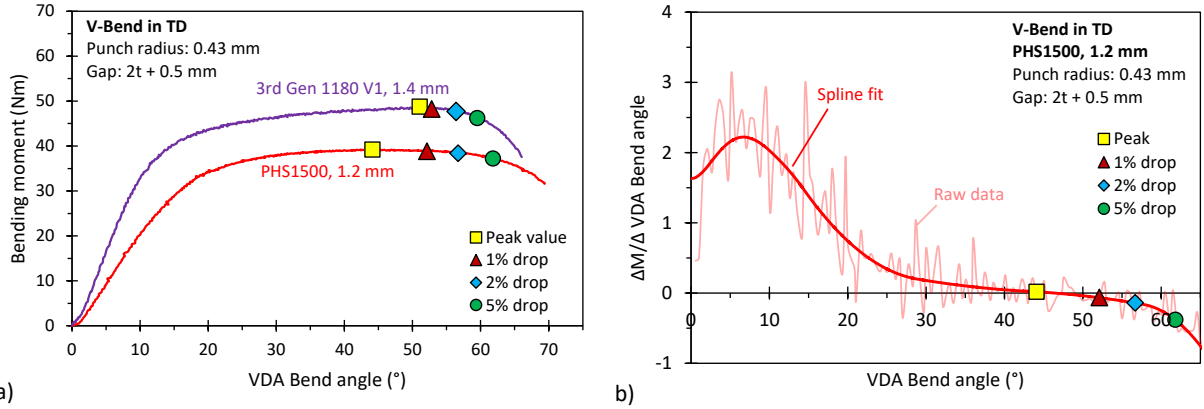 V-Bend in TD
Punch radius: 0.43 mm
Gap: 2t + 0.5 mm
3rd Gen 1180 V1, 1.4 mm
PHS1500, 1.2 mm
Peak value
1% drop
2% drop
5% drop
Bending moment (Nm)
70
60
50
40
30
20
10
0
0 10 20 30 40 50 60 70
VDA Bend angle (°)
a)
V-Bend in TD
PHS1500, 1.2 mm
Punch radius: 0.43 mm
Gap: 2t + 0.5 mm
Peak
1% drop
2% drop
5% drop
Spline fit
Raw data
ΔM/Δ VDA Bend angle
4
3
2
1
0
-1
0 10 20 30 40 50 60
VDA Bend angle (°)
b)